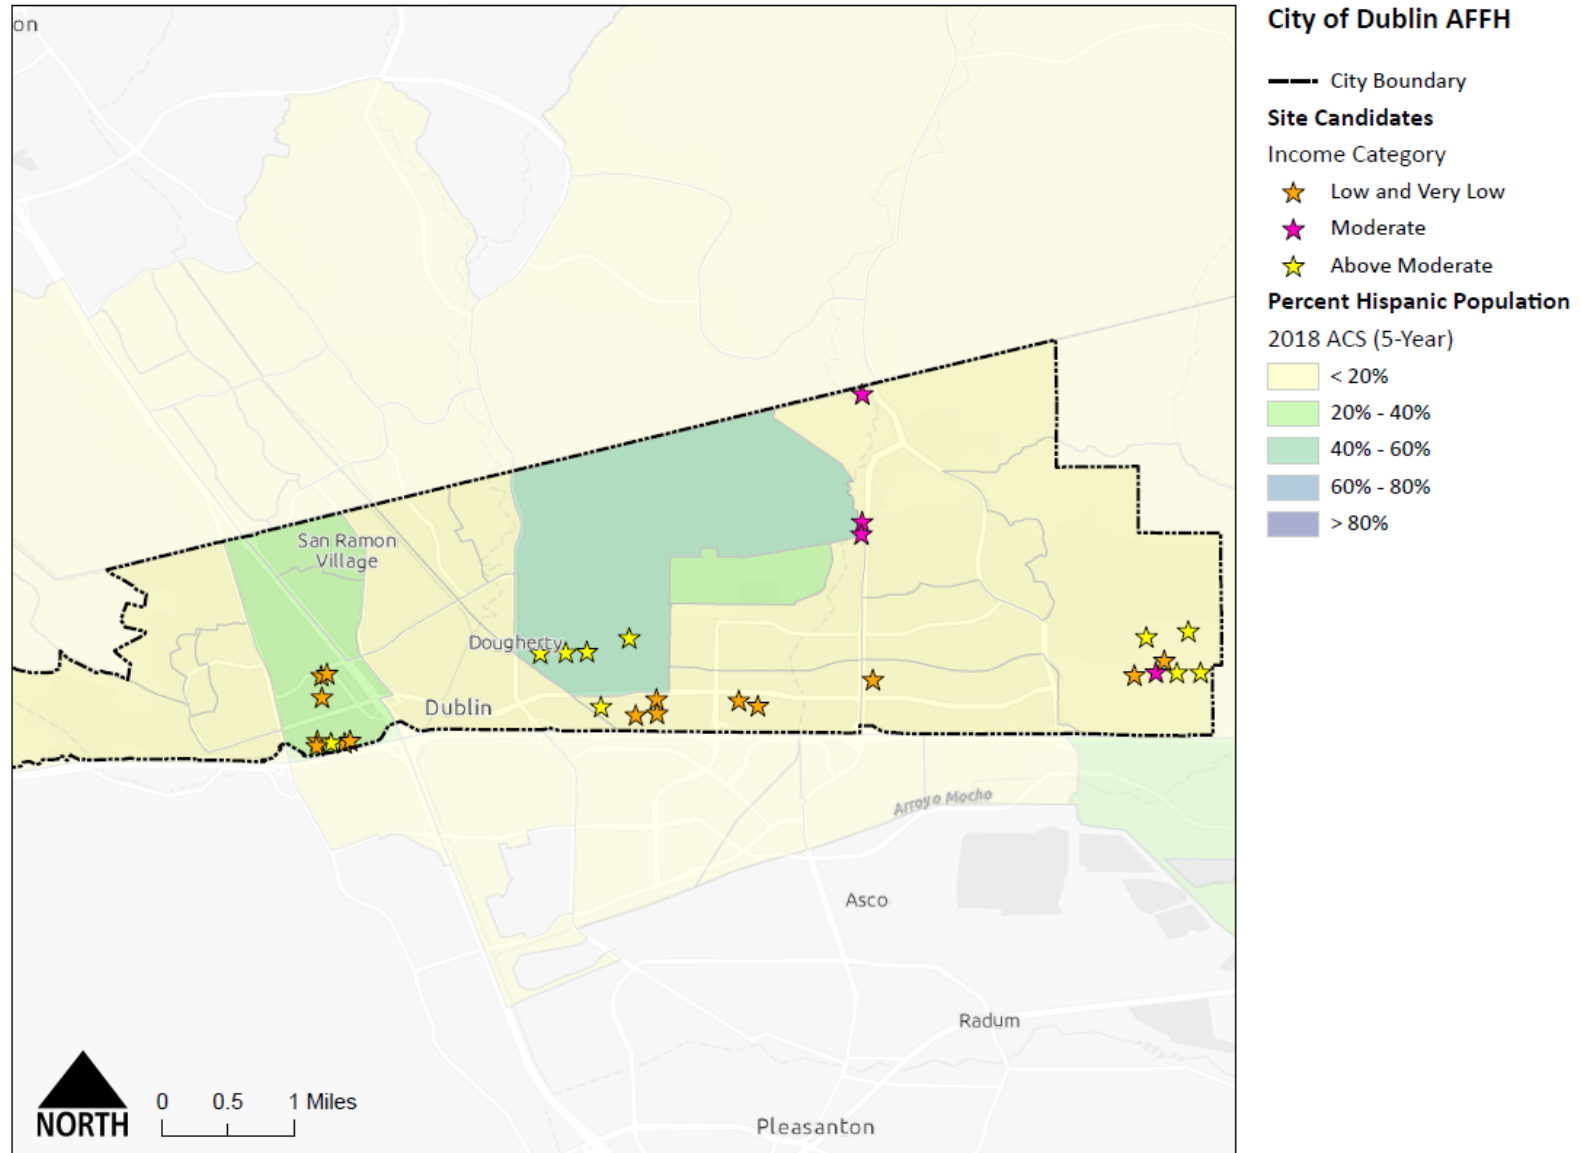 on
San Ramon
Village
Dougherty
Dublin
Arroyo Mocho
Asco
Radum
Pleasanton
NORTH
0 0.5 1 Miles
City of Dublin AFFH
City Boundary
Site Candidates
Income Category
Low and Very Low
Moderate
Above Moderate
Percent Hispanic Population
2018 ACS (5-Year)
< 20%
20% - 40%
40% - 60%
60% - 80%
> 80%